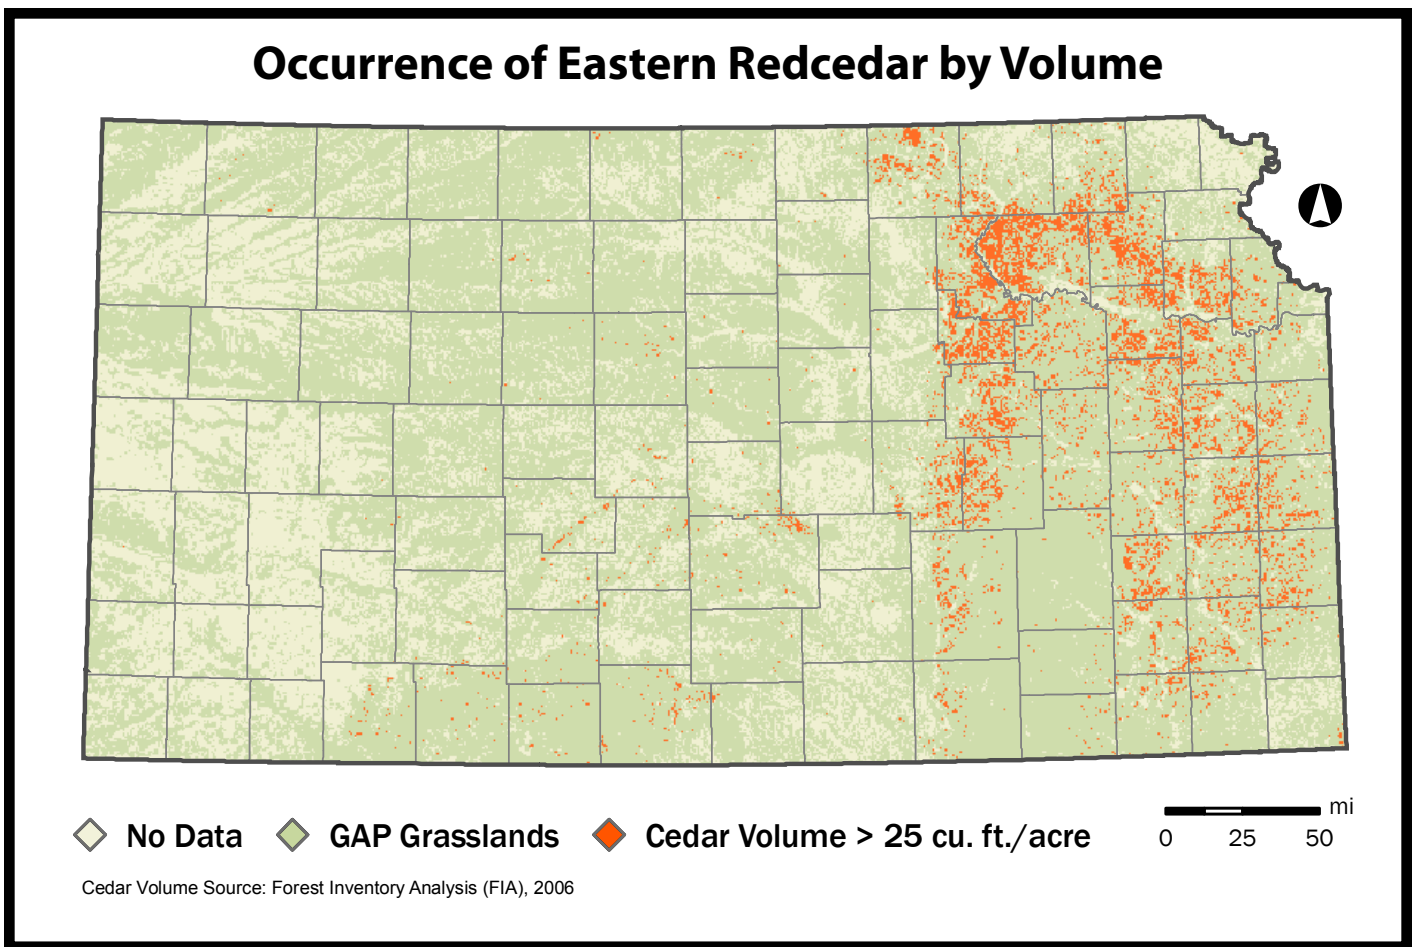 Occurrence of Eastern Redcedar by Volume
No Data
GAP Grasslands
Cedar Volume > 25 cu. ft./acre
mi
0 25 50
Cedar Volume Source: Forest Inventory Analysis (FIA), 2006